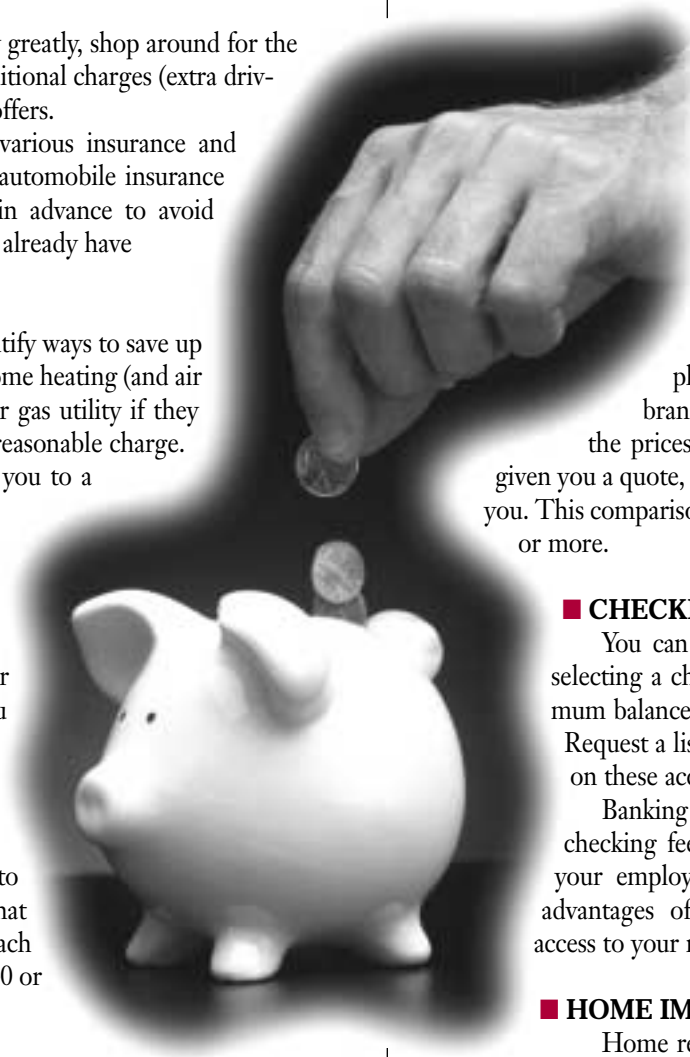 greatly, shop around for the
itional charges (extra driv-
offers.
various insurance and
automobile insurance
in advance to avoid
already have
tify ways to save up
ome heating (and air
r gas utility if they
reasonable charge.
you to a
r
u
to
hat
ach
0 or
pl
bran
the prices
given you a quote,
you. This compariso
or more.
■ CHECKI
You can
selecting a ch
mum balance
Request a lis
on these acc
Banking
checking fee
your employ
advantages of
access to your m
■ HOME IM
Home re